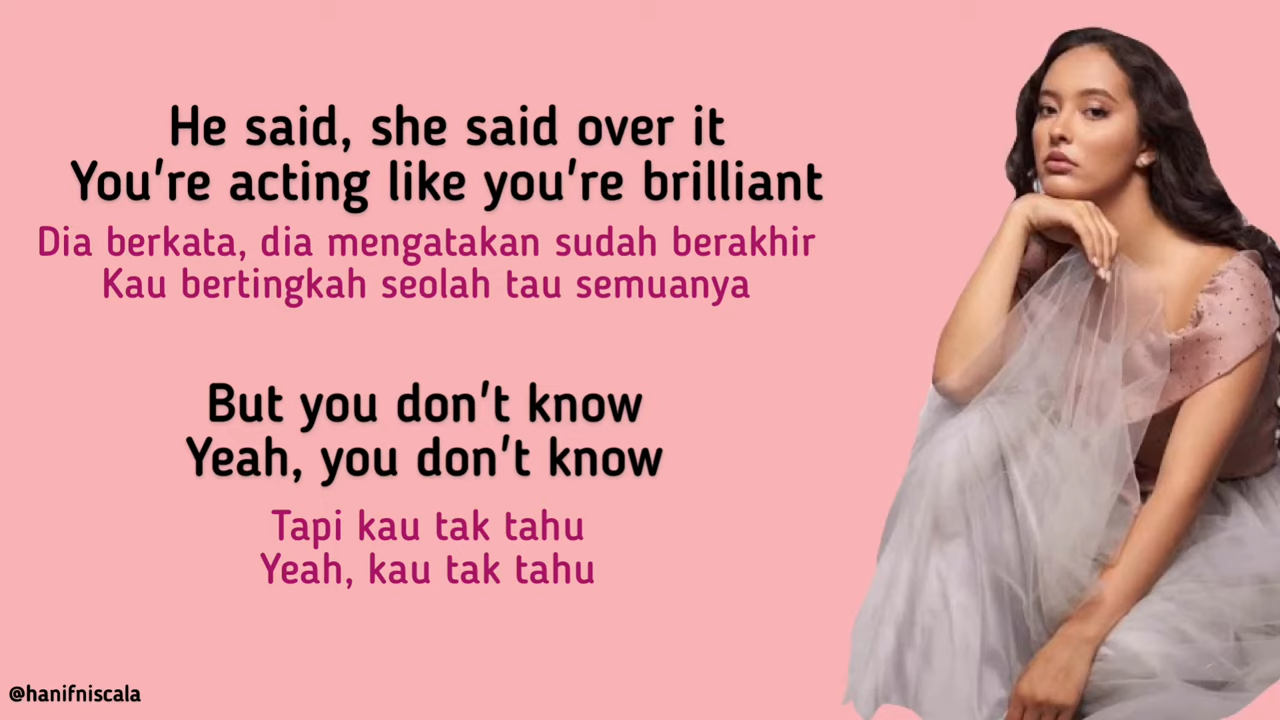 He said, she said over it
You're acting like you're brilliant
Dia berkata, dia mengatakan sudah berakhir
Kau bertingkah seolah tau semuanya
But you don't know
Yeah, you don't know
Tapi kau tak tahu
Yeah, kau tak tahu
@hanifniscala